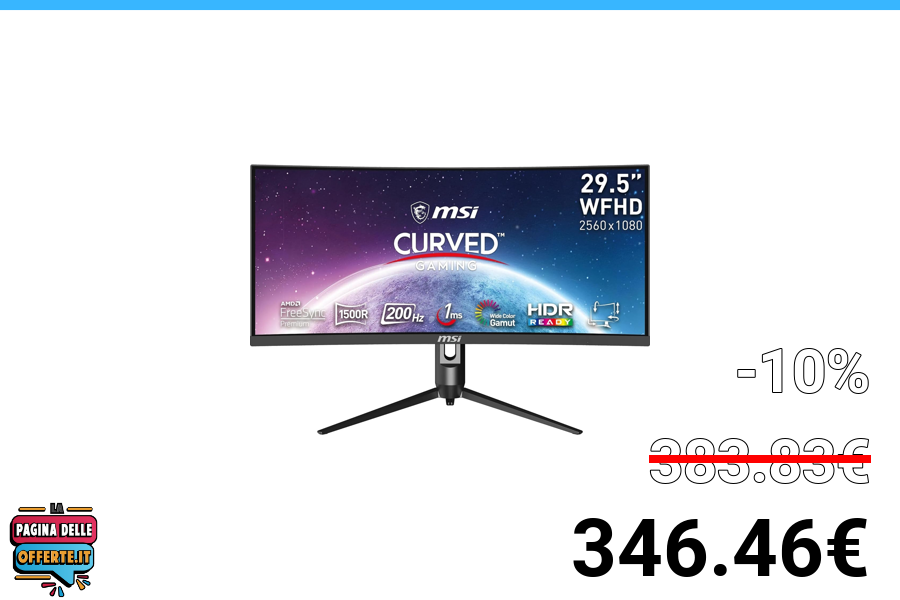 29.5”
WFHD
2560x1080
msi
CURVED™
GAMING
AMD
FreeSync
Premium
1500R
200Hz
1ms
Wide Color
Gamut
HDR
READY
msi
-10%
383.83€
346.46€
LA
PAGINA DELLE
OFFERTE.IT